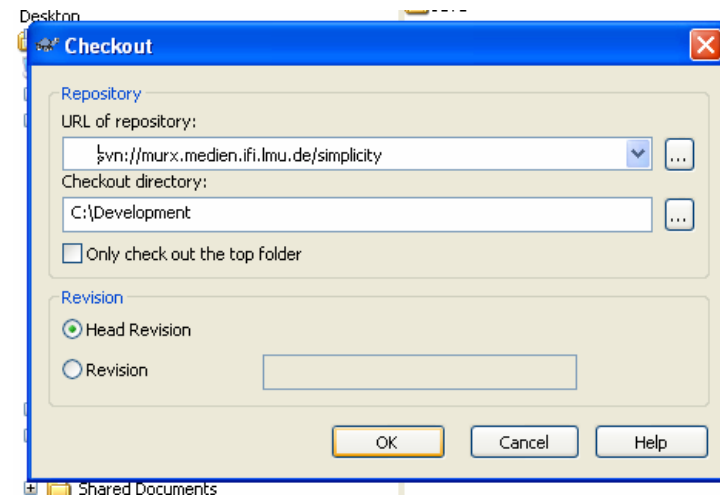 Desktop
Checkout
Repository
URL of repository:
svn://murx.medien.ifi.lmu.de/simplicity
...
Checkout directory:
C:\Development
...
Only check out the top folder
Revision
Head Revision
Revision
OK Cancel Help
Shared Documents